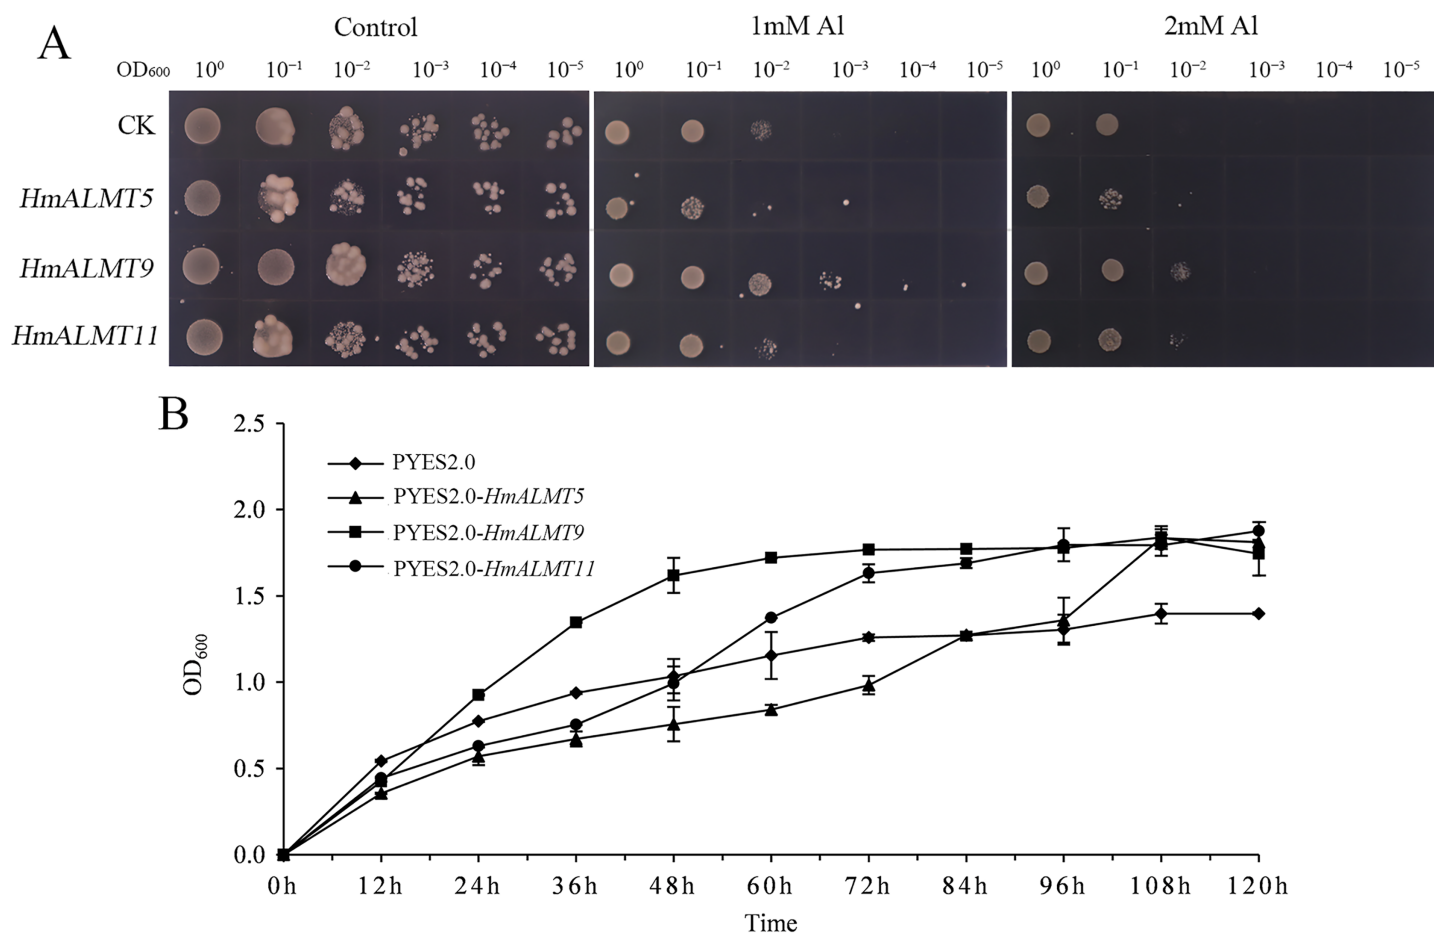 A
Control 1mM Al 2mM Al
OD600 10⁰ 10⁻¹ 10⁻² 10⁻³ 10⁻⁴ 10⁻⁵ 10⁰ 10⁻¹ 10⁻² 10⁻³ 10⁻⁴ 10⁻⁵ 10⁰ 10⁻¹ 10⁻² 10⁻³ 10⁻⁴ 10⁻⁵
CK
HmALMT5
HmALMT9
HmALMT11
B
2.5
PYES2.0
PYES2.0-HmALMT5
2.0
PYES2.0-HmALMT9
PYES2.0-HmALMT11
1.5
1.0
0.5
0.0
OD600
0h 12h 24h 36h 48h 60h 72h 84h 96h 108h 120h
Time